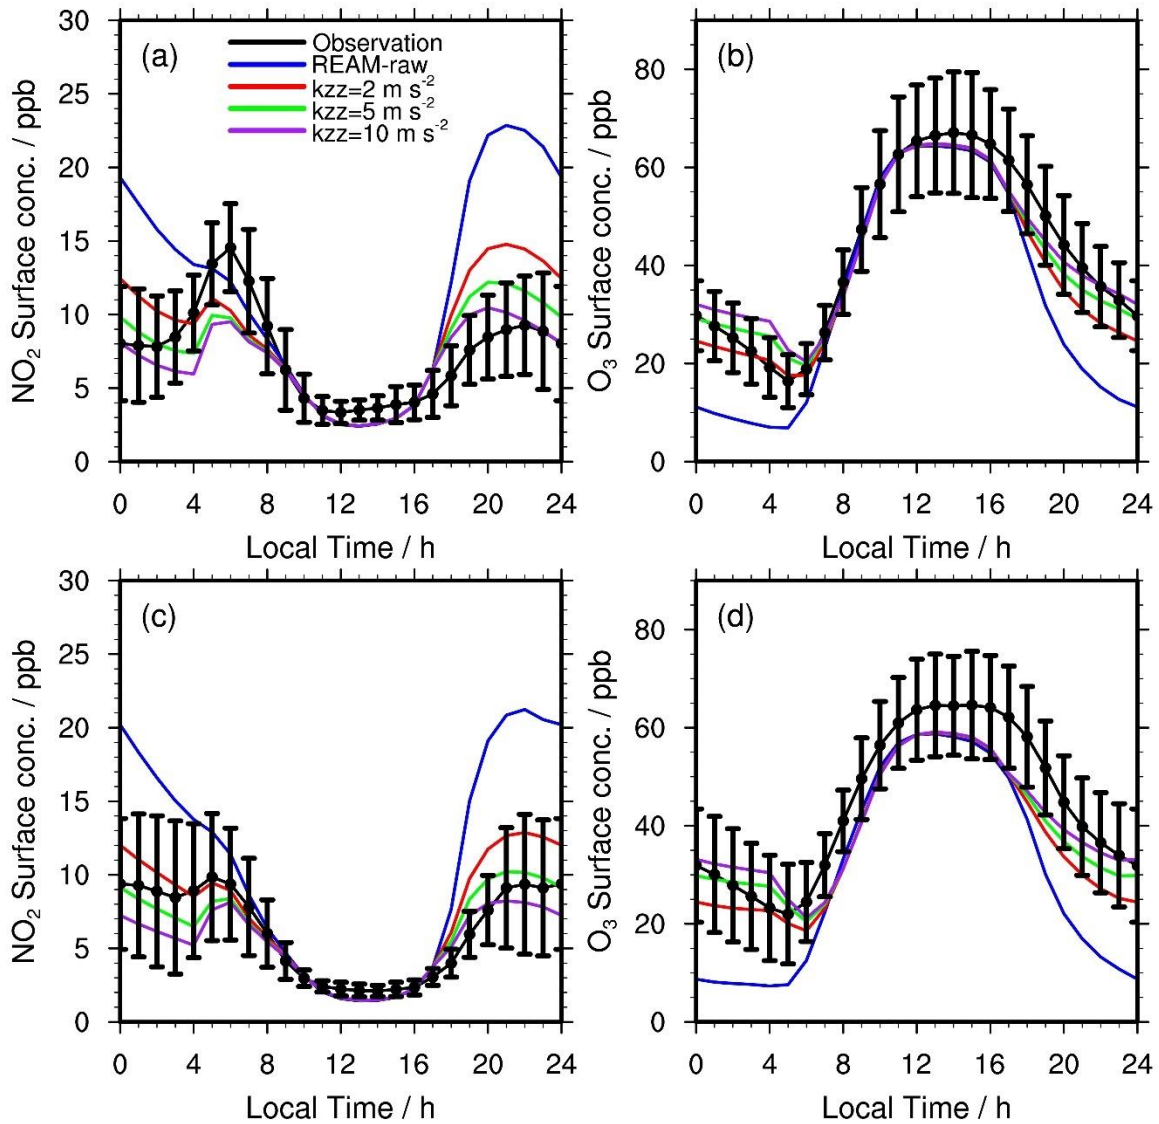 (a)
Observation
REAM-raw
kzz=2 m s⁻²
kzz=5 m s⁻²
kzz=10 m s⁻²
NO₂ Surface conc. / ppb
30
25
20
15
10
5
0
0 4 8 12 16 20 24
Local Time / h
(b)
O₃ Surface conc. / ppb
80
60
40
20
0
0 4 8 12 16 20 24
Local Time / h
(c)
NO₂ Surface conc. / ppb
30
25
20
15
10
5
0
0 4 8 12 16 20 24
Local Time / h
(d)
O₃ Surface conc. / ppb
80
60
40
20
0
0 4 8 12 16 20 24
Local Time / h